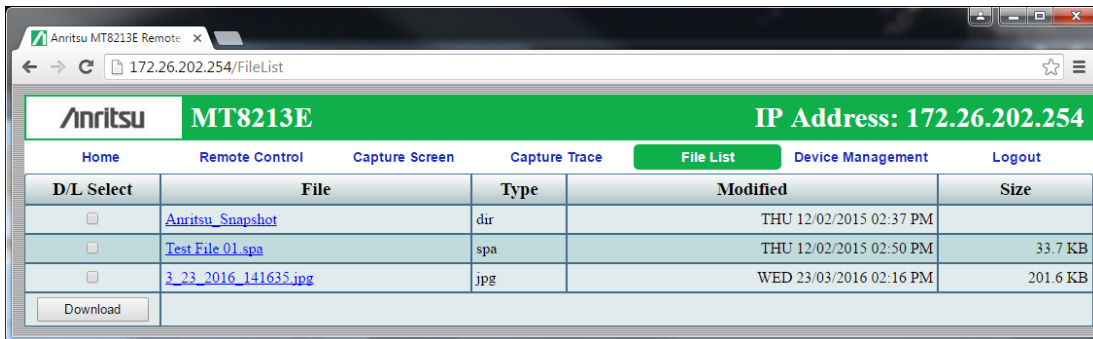 Anritsu MT8213E Remote
172.26.202.254/FileList
Anritsu MT8213E IP Address: 172.26.202.254
Home Remote Control Capture Screen Capture Trace File List Device Management Logout
D/L Select File Type Modified Size
Anritsu_Snapshot dir THU 12/02/2015 02:37 PM
Test File 01.spa spa THU 12/02/2015 02:50 PM 33.7 KB
3_23_2016_141635.jpg jpg WED 23/03/2016 02:16 PM 201.6 KB
Download